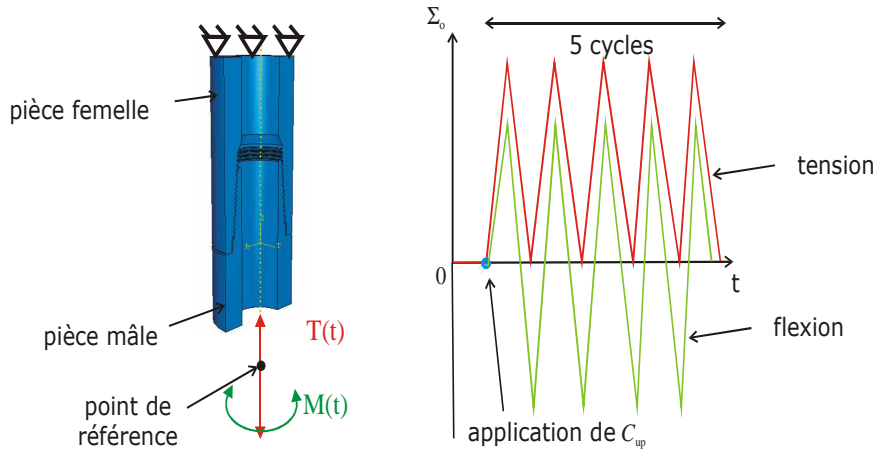 pièce femelle
pièce mâle
T(t)
M(t)
point de
référence
Σo
5 cycles
tension
0
t
flexion
application de Cup